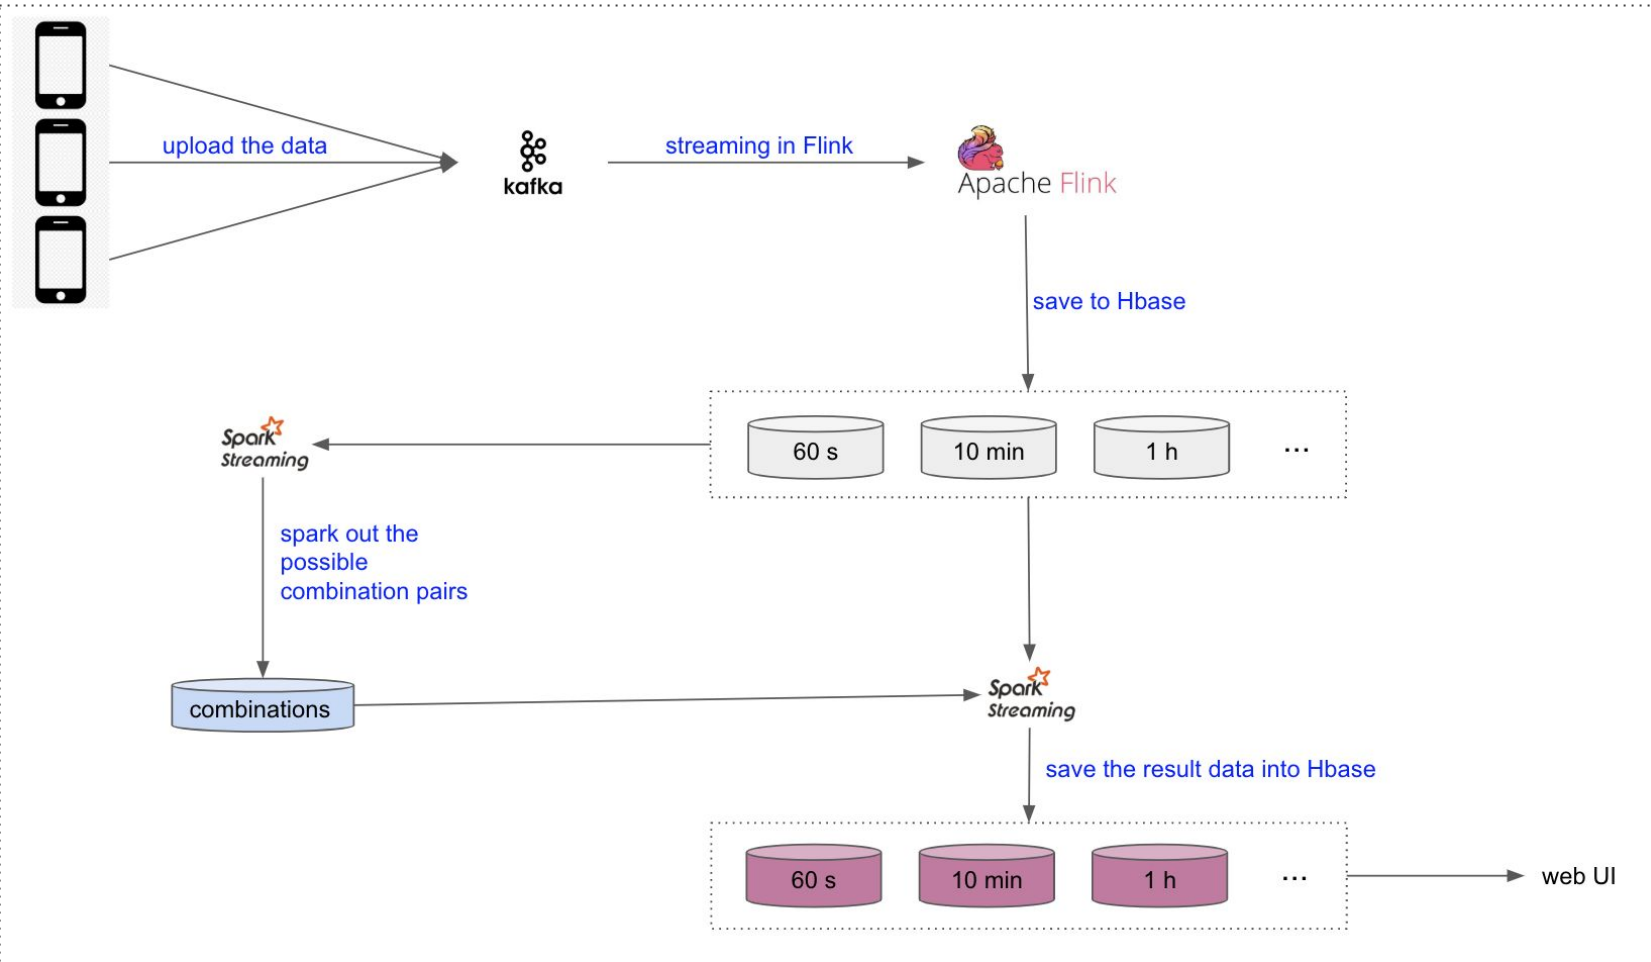 upload the data
kafka
streaming in Flink
Apache Flink
save to Hbase
60 s
10 min
1 h
...
Spark
Streaming
spark out the
possible
combination pairs
combinations
Spark
Streaming
save the result data into Hbase
60 s
10 min
1 h
...
web UI